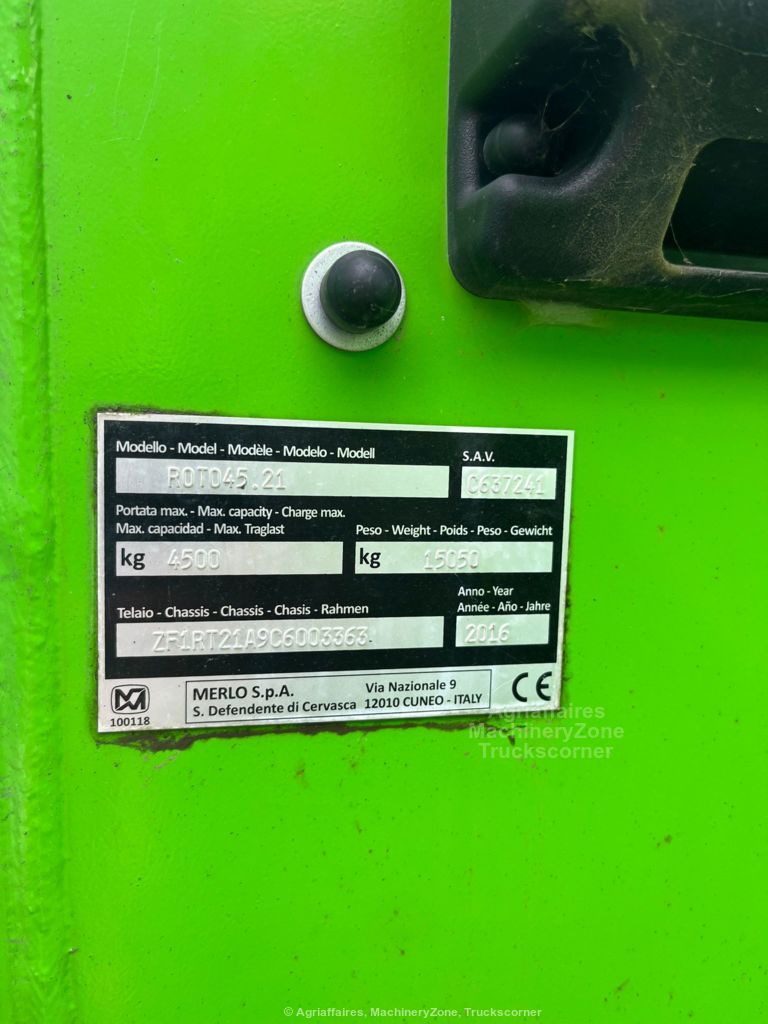 Modello - Model - Modèle - Modelo - Modell
S.A.V.
ROTO45.21
C637241
Portata max. - Max. capacity - Charge max.
Max. capacidad - Max. Traglast
Peso - Weight - Poids - Peso - Gewicht
kg 4500
kg 15050
Anno - Year
Telaio - Chassis - Chassis - Chasis - Rahmen
Année - Año - Jahre
ZF1RT21A9C6003363
2016
100118
MERLO S.p.A.
Via Nazionale 9
S. Defendente di Cervasca
12010 CUNEO - ITALY
CE
Agriaffaires
MachineryZone
Truckscorner
© Agriaffaires, MachineryZone, Truckscorner